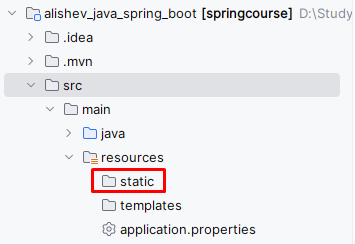 alishev_java_spring_boot [springcourse] D:\Study
.idea
.mvn
src
main
java
resources
static
templates
application.properties